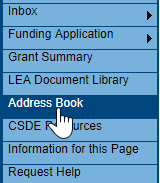 Inbox
Funding Application
Grant Summary
LEA Document Library
Address Book
CSDE Resources
Information for this Page
Request Help